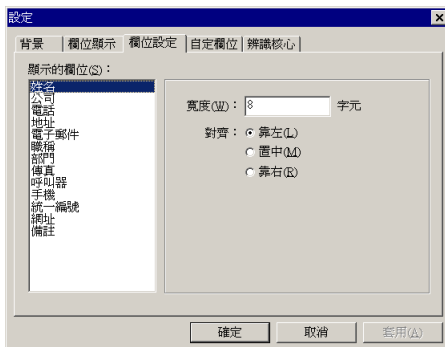 設定
背景 欄位顯示 欄位設定 自定欄位 辨識核心
顯示的欄位(S)：
姓名
公司
電話
地址
電子郵件
職稱
部門
傳真
呼叫器
手機
統一編號
網址
備註
寬度(W)： 8 字元
對齊： 靠左(L)
置中(M)
靠右(R)
確定 取消 套用(A)